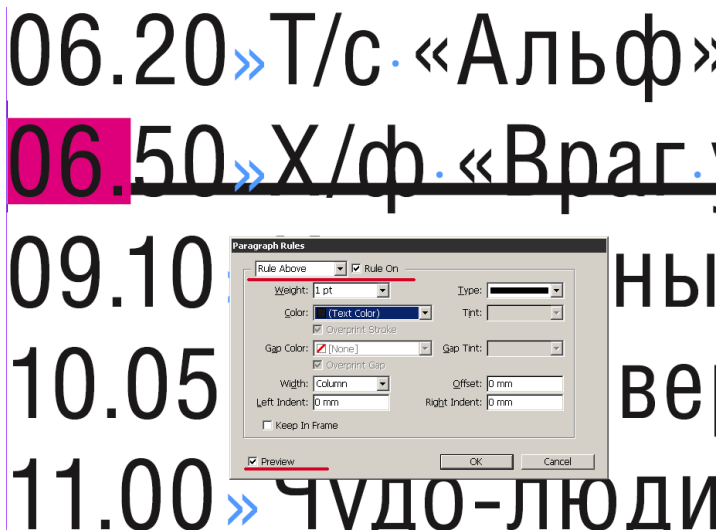 06.20» Т/с·«Альф»
06.50» Х/ф·«Враг·
Paragraph Rules
Rule Above Rule On
09.10» ны
Weight: 1 pt Type:
Color: (Text Color) Tint:
Overprint Stroke
Gap Color: [None] Gap Tint:
Overprint Gap
10.05 вер
Width: Column Offset: 0 mm
Left Indent: 0 mm Right Indent: 0 mm
Keep In Frame
Preview OK Cancel
11.00» Чудо-люди